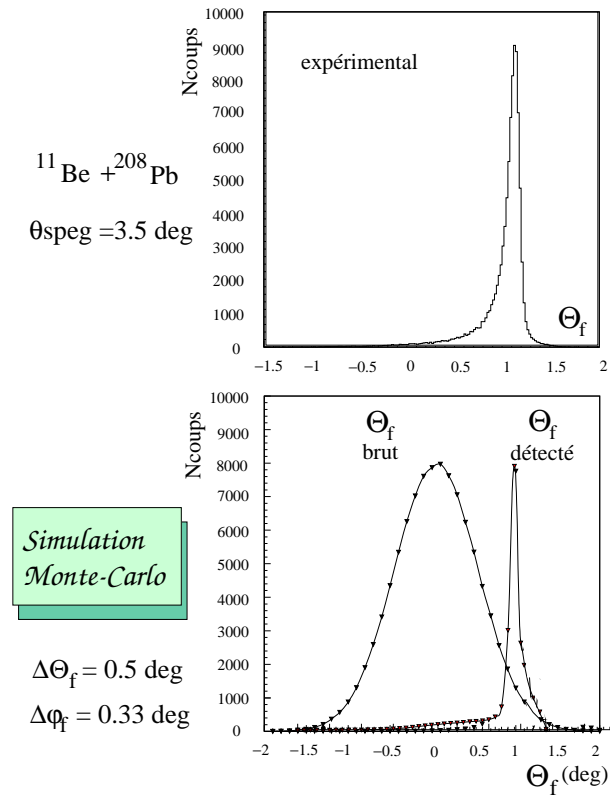 10000
9000
8000
7000
6000
5000
4000
3000
2000
1000
0
Ncoups
expérimental
Θf
−1.5 −1 −0.5 0 0.5 1 1.5 2
11Be +208Pb
θspeg =3.5 deg
10000
9000
8000
7000
6000
5000
4000
3000
2000
1000
0
Ncoups
Θf
brut
Θf
détecté
−2 −1.5 −1 −0.5 0 0.5 1 1.5 2
Θf (deg)
Simulation
Monte-Carlo
ΔΘf = 0.5 deg
Δφf = 0.33 deg